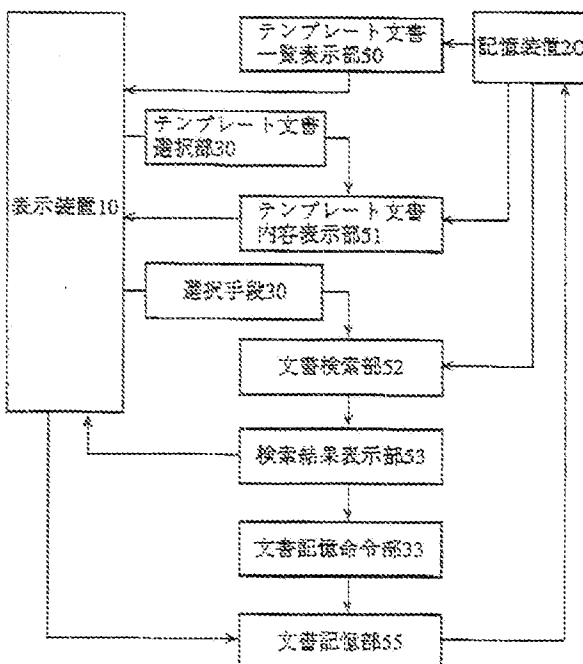 テンプレート文書
一覧表示部50
記憶装置20
テンプレート文書
選択部30
表示装置10
テンプレート文書
内容表示部51
選択手段30
文書検索部52
検索結果表示部53
文書記憶命令部33
文書記憶部55